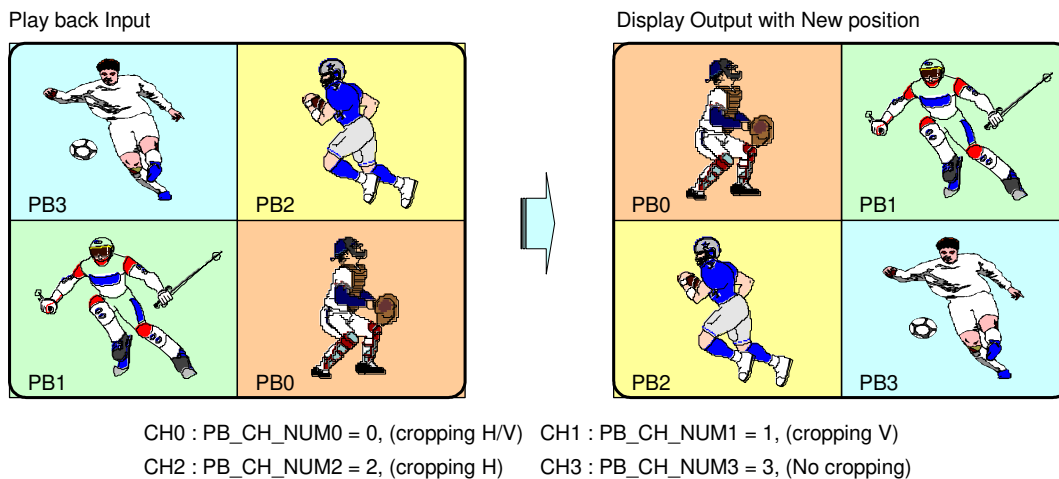 Play back Input
Display Output with New position
PB3
PB2
PB0
PB1
PB1
PB0
PB2
PB3
CH0 : PB_CH_NUM0 = 0, (cropping H/V) CH1 : PB_CH_NUM1 = 1, (cropping V)
CH2 : PB_CH_NUM2 = 2, (cropping H) CH3 : PB_CH_NUM3 = 3, (No cropping)